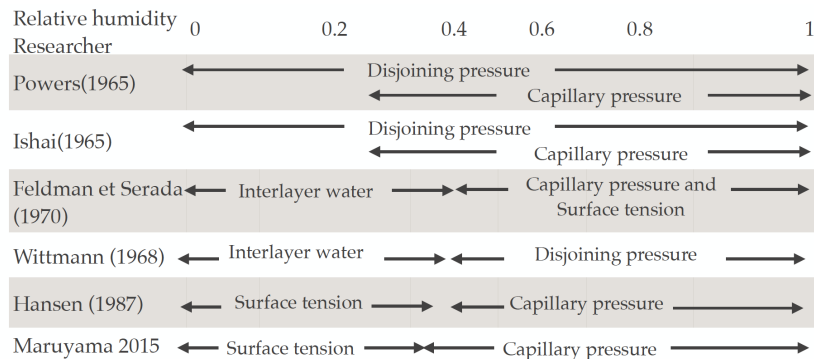 Relative humidity
Researcher
0 0.2 0.4 0.6 0.8 1
Powers(1965)
Disjoining pressure
Capillary pressure
Ishai(1965)
Disjoining pressure
Capillary pressure
Feldman et Serada
(1970)
Interlayer water
Capillary pressure and
Surface tension
Wittmann (1968)
Interlayer water
Disjoining pressure
Hansen (1987)
Surface tension
Capillary pressure
Maruyama 2015
Surface tension
Capillary pressure